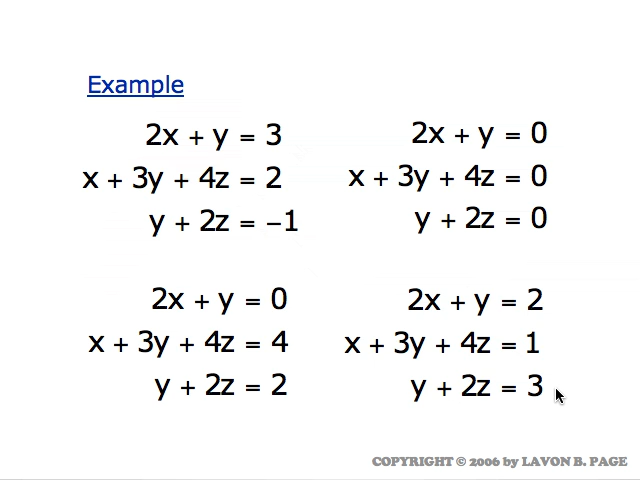 Example
2x + y = 3
x + 3y + 4z = 2
y + 2z = −1
2x + y = 0
x + 3y + 4z = 0
y + 2z = 0
2x + y = 0
x + 3y + 4z = 4
y + 2z = 2
2x + y = 2
x + 3y + 4z = 1
y + 2z = 3
COPYRIGHT © 2006 by LAVON B. PAGE